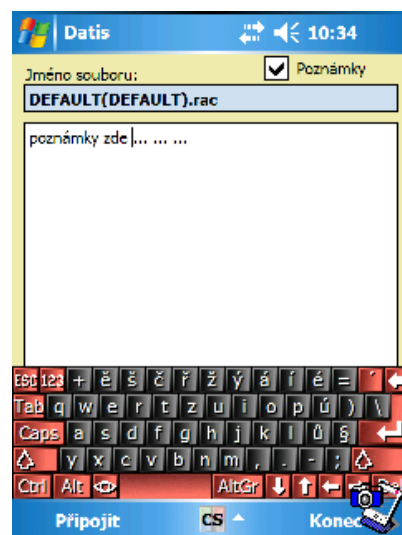 Datis 10:34
Jméno souboru: Poznámky
DEFAULT(DEFAULT).rac
poznámky zde ... ... ...
ESC 123 + ě š č ř ž ý á í é = ´
Tab q w e r t z u i o p ú ) \
Caps a s d f g h j k l ů §
y x c v b n m , . - ;
Ctrl Alt AltGr
Připojit CS Konec